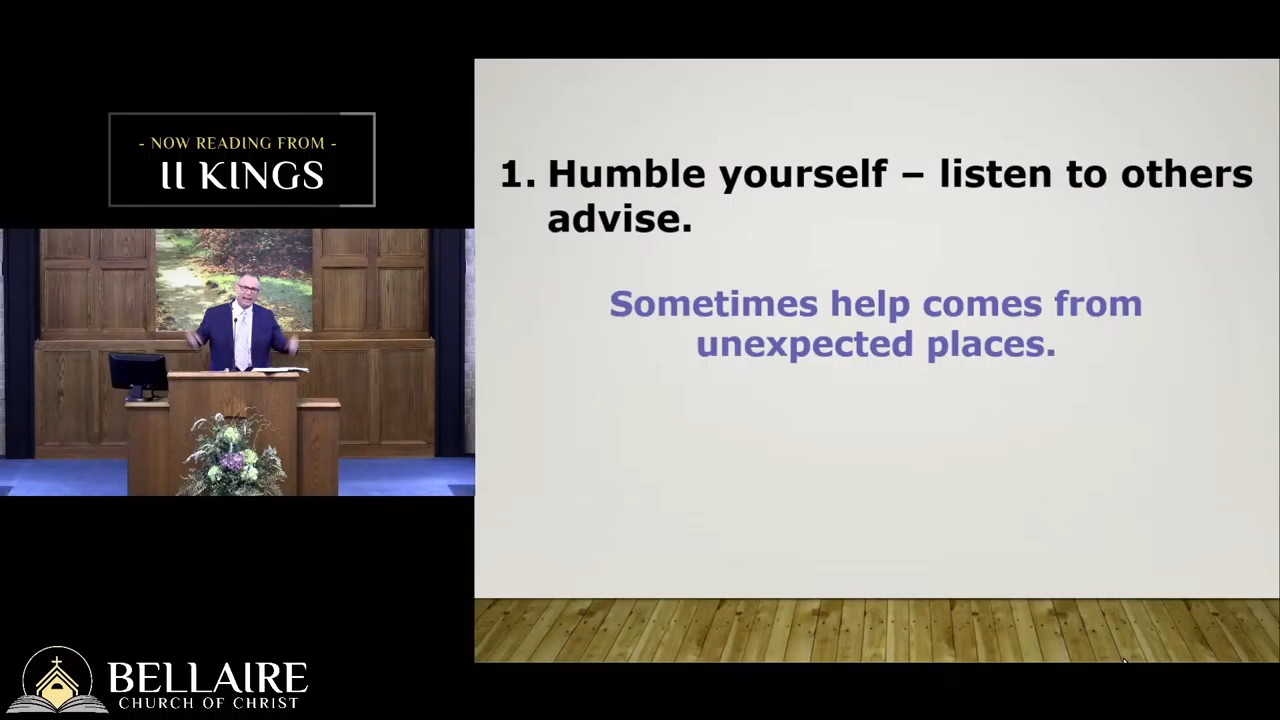 - NOW READING FROM -
II KINGS
1. Humble yourself – listen to others
advise.
Sometimes help comes from
unexpected places.
BELLAIRE
CHURCH OF CHRIST